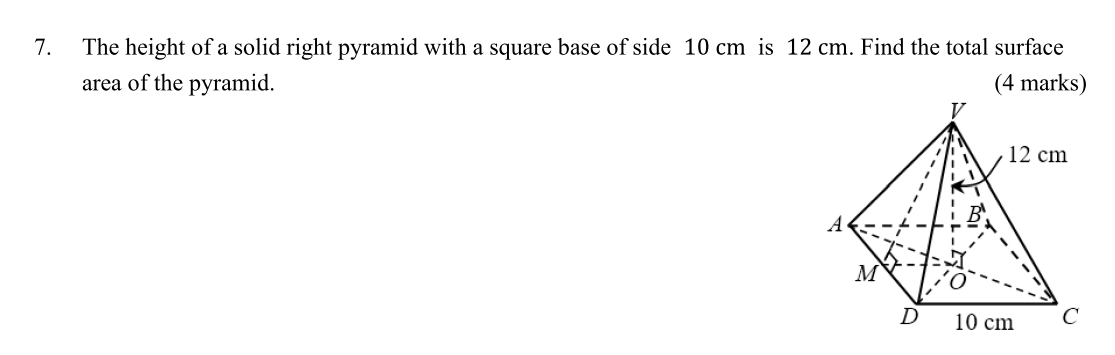 7. The height of a solid right pyramid with a square base of side 10 cm is 12 cm. Find the total surface
area of the pyramid. (4 marks)
V
12 cm
B
A
M
O
D
10 cm
C